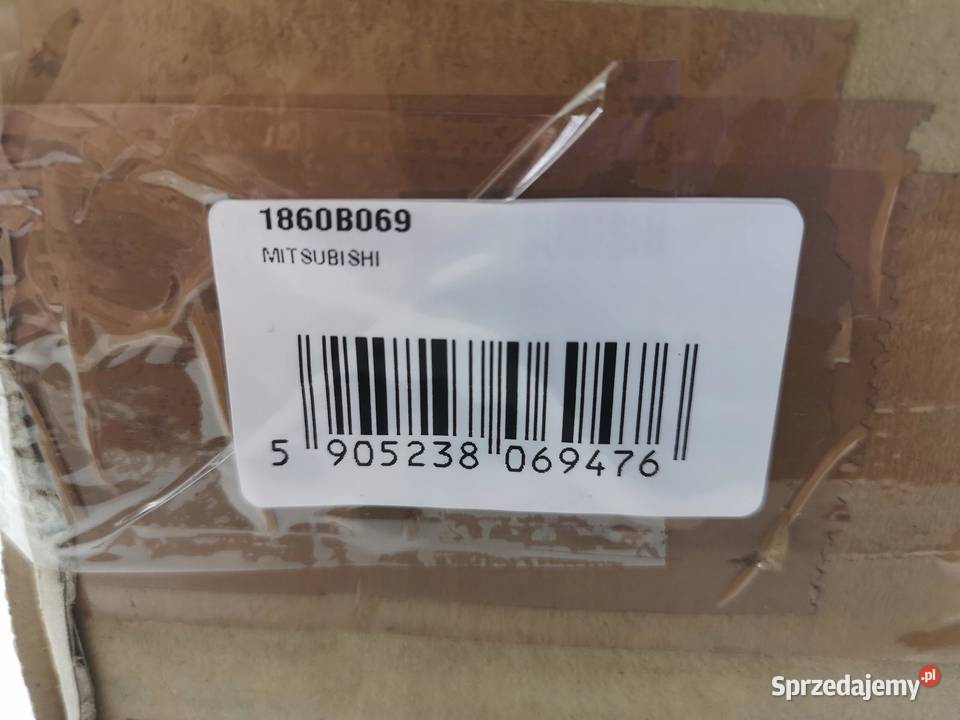 1860B069
MITSUBISHI
5 905238 069476
Sprzedajemy.pl